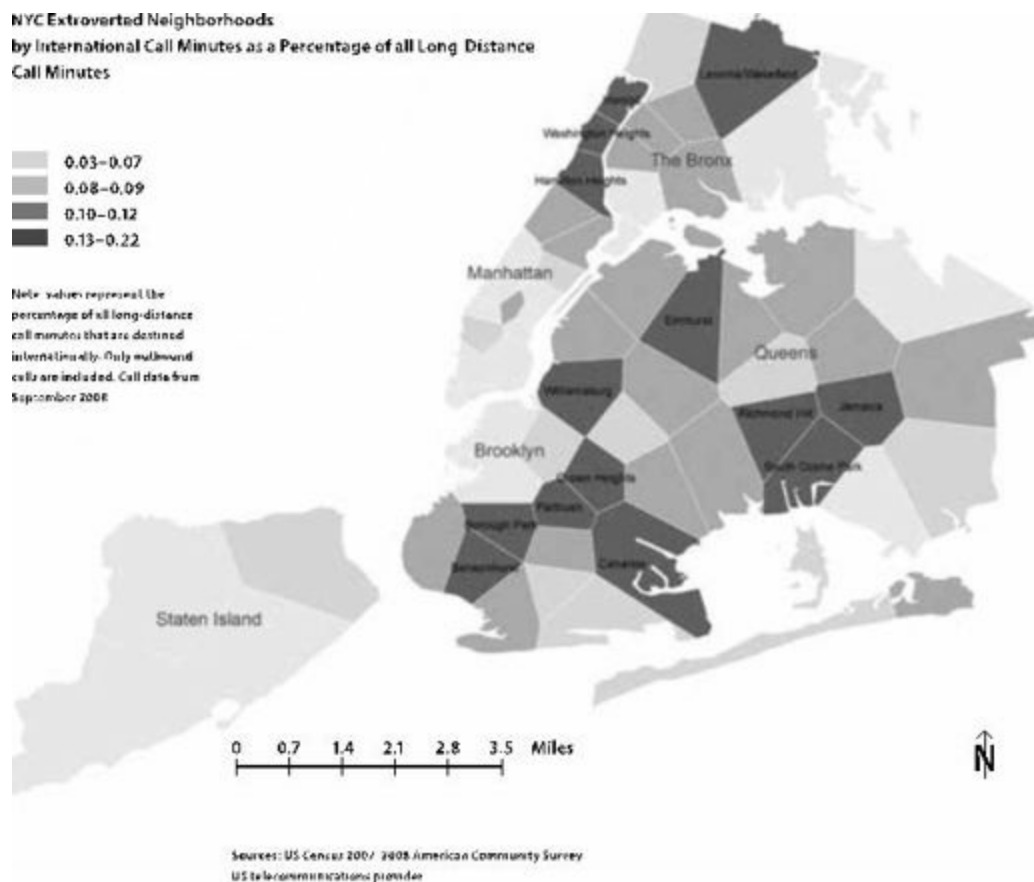 NYC Extroverted Neighborhoods
by International Call Minutes as a Percentage of all Long Distance
Call Minutes
0.03–0.07
0.08–0.09
0.10–0.12
0.13–0.22
Note: values represent the
percentage of all long-distance
call minutes that are destined
internationally. Only outbound
calls are included. Call data from
September 2008
Inwood
Washington Heights
Hamilton Heights
The Bronx
Manhattan
Elmhurst
Queens
Williamsburg
Richmond Hill
Jamaica
Brooklyn
South Ozone Park
Crown Heights
Flatbush
Borough Park
Bensonhurst
Canarsie
Staten Island
0 0.7 1.4 2.1 2.8 3.5 Miles
N
Sources: US Census 2007 2008 American Community Survey
US telecommunications provider